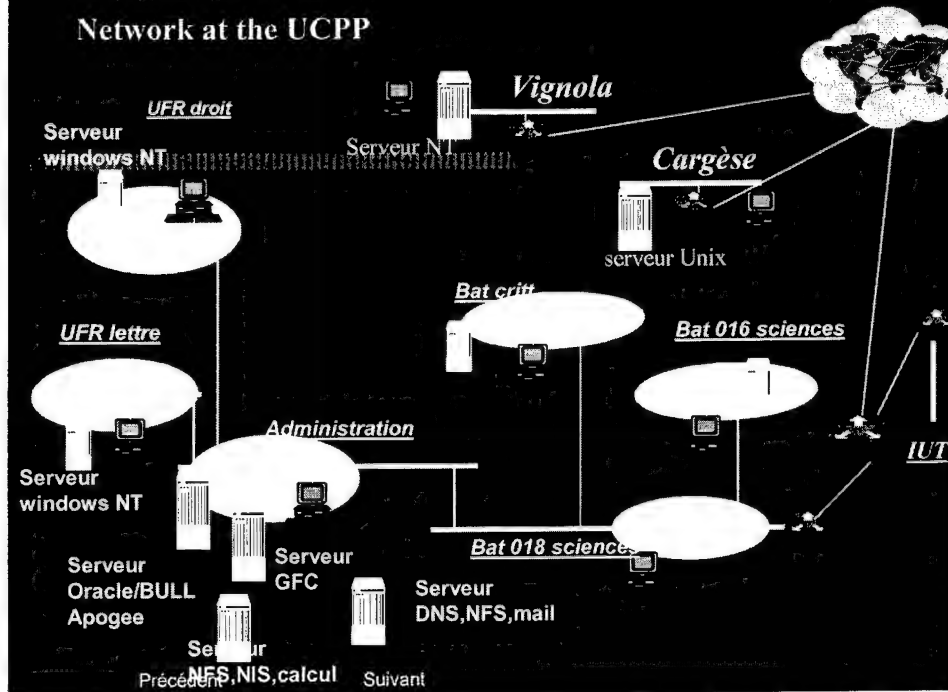 Network at the UCPP
UFR droit
Serveur
windows NT
Vignola
Serveur NT
Cargèse
serveur Unix
Bat critt
UFR lettre
Bat 016 sciences
Administration
IUT
Serveur
windows NT
Bat 018 sciences
Serveur
Oracle/BULL
Apogee
Serveur
GFC
Serveur
DNS,NFS,mail
Serveur
NFS,NIS,calcul
Précédent
Suivant